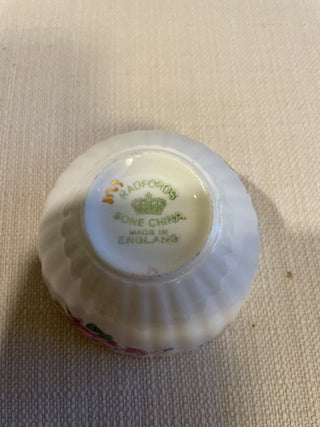 RADFORDS
BONE CHINA
MADE IN
ENGLAND